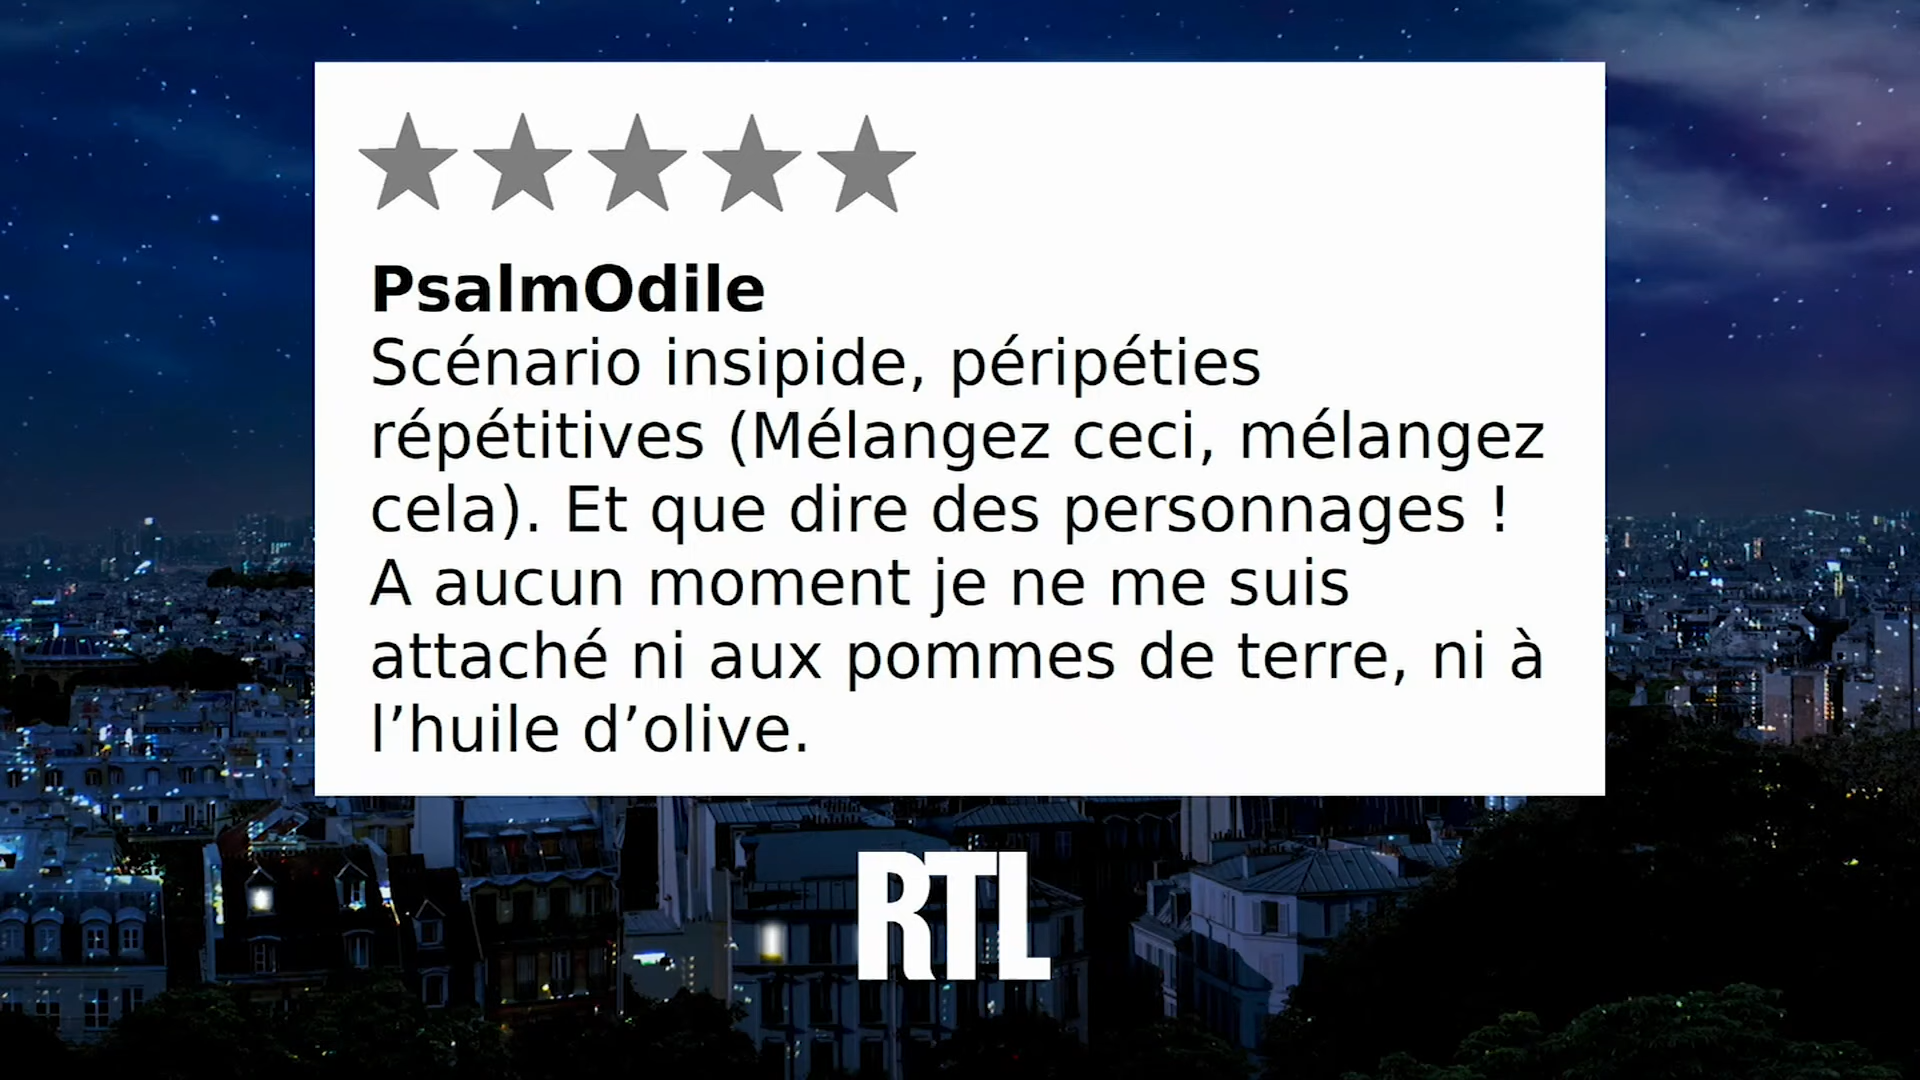 PsalmOdile
Scénario insipide, péripéties
répétitives (Mélangez ceci, mélangez
cela). Et que dire des personnages !
A aucun moment je ne me suis
attaché ni aux pommes de terre, ni à
l’huile d’olive.
RTL